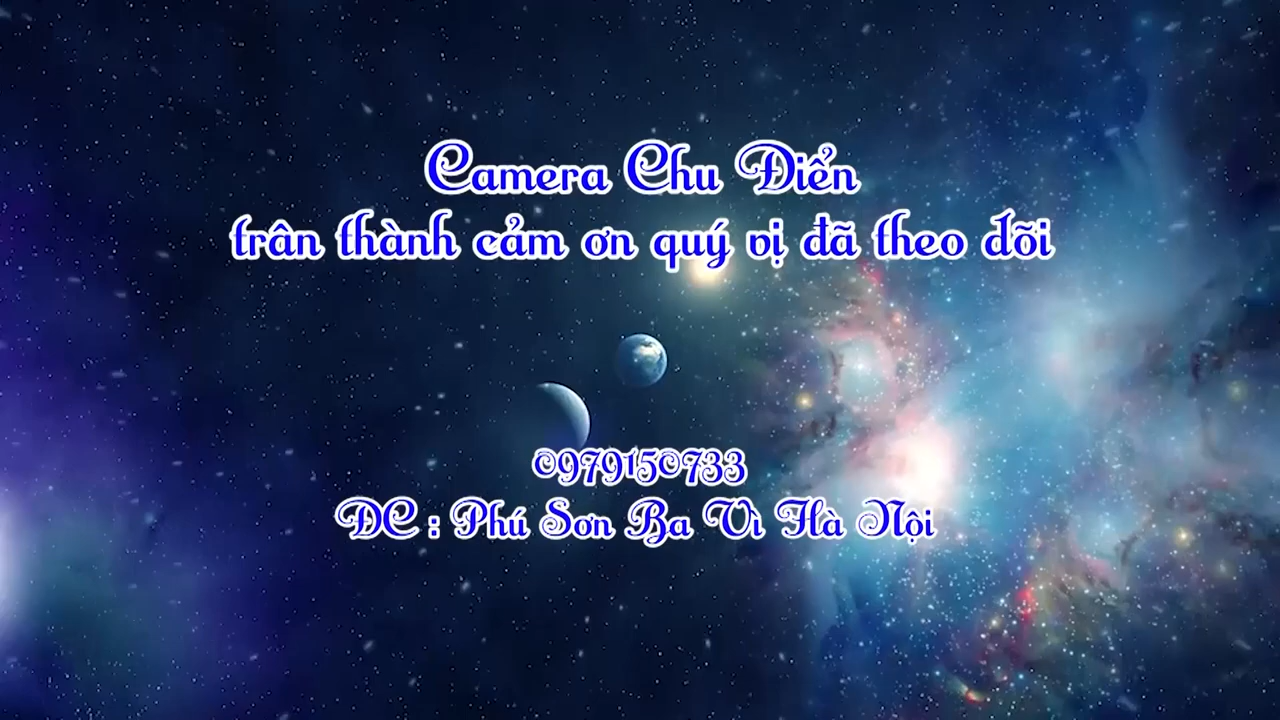 Camera Chu Điển
trân thành cảm ơn quý vị đã theo dõi
0979150733
ĐC : Phú Sơn Ba Vì Hà Nội